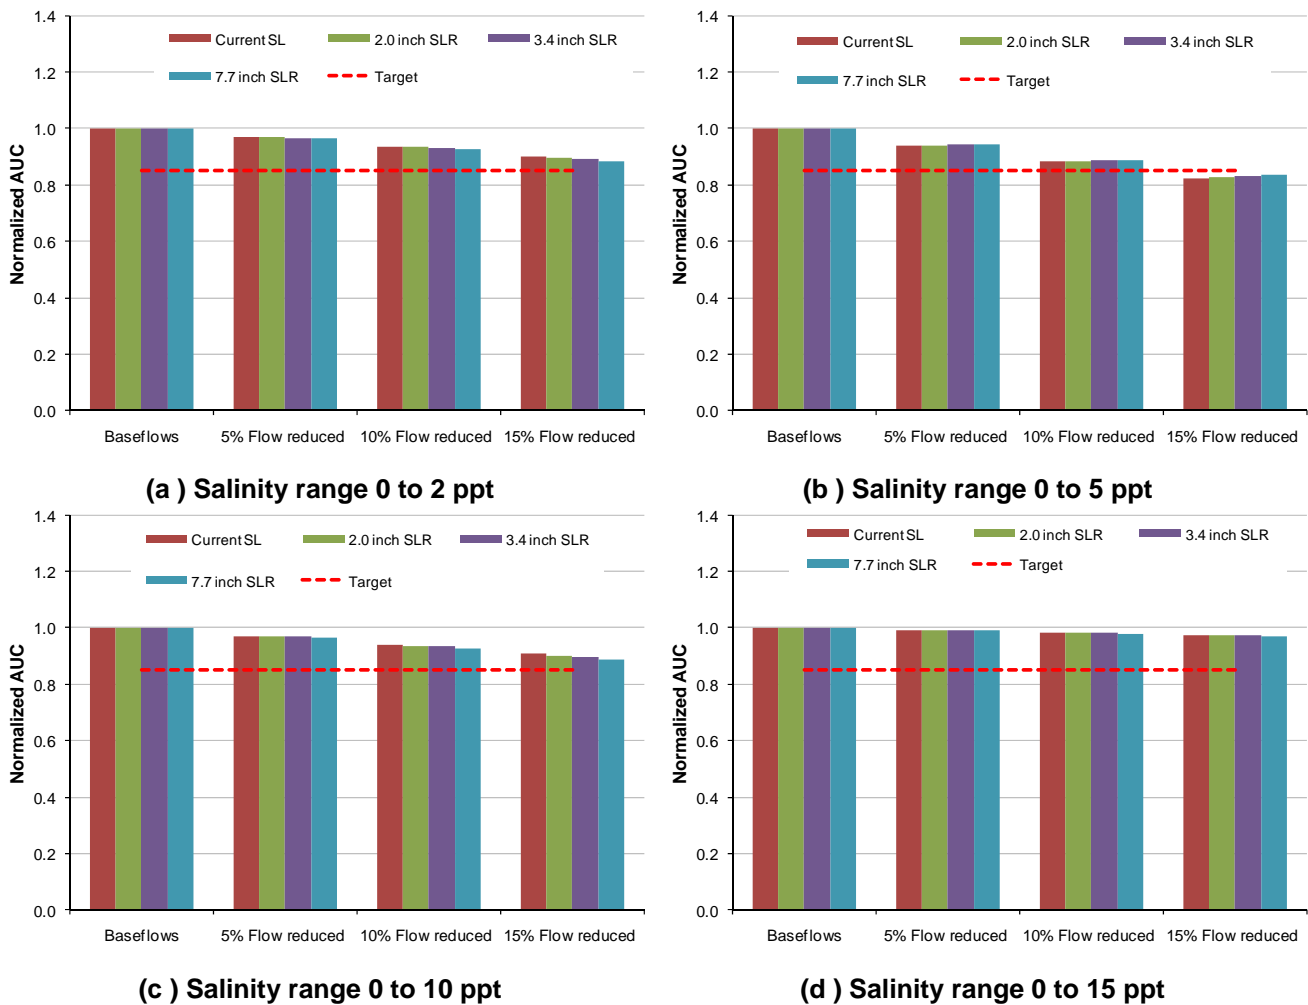 1.4
1.2
1.0
0.8
0.6
0.4
0.2
0.0
Normalized AUC
Current SL 2.0 inch SLR 3.4 inch SLR
7.7 inch SLR Target
Baseflows 5% Flow reduced 10% Flow reduced 15% Flow reduced
(a ) Salinity range 0 to 2 ppt
1.4
1.2
1.0
0.8
0.6
0.4
0.2
0.0
Normalized AUC
Current SL 2.0 inch SLR 3.4 inch SLR
7.7 inch SLR Target
Baseflows 5% Flow reduced 10% Flow reduced 15% Flow reduced
(b ) Salinity range 0 to 5 ppt
1.4
1.2
1.0
0.8
0.6
0.4
0.2
0.0
Normalized AUC
Current SL 2.0 inch SLR 3.4 inch SLR
7.7 inch SLR Target
Baseflows 5% Flow reduced 10% Flow reduced 15% Flow reduced
(c ) Salinity range 0 to 10 ppt
1.4
1.2
1.0
0.8
0.6
0.4
0.2
0.0
Normalized AUC
Current SL 2.0 inch SLR 3.4 inch SLR
7.7 inch SLR Target
Baseflows 5% Flow reduced 10% Flow reduced 15% Flow reduced
(d ) Salinity range 0 to 15 ppt